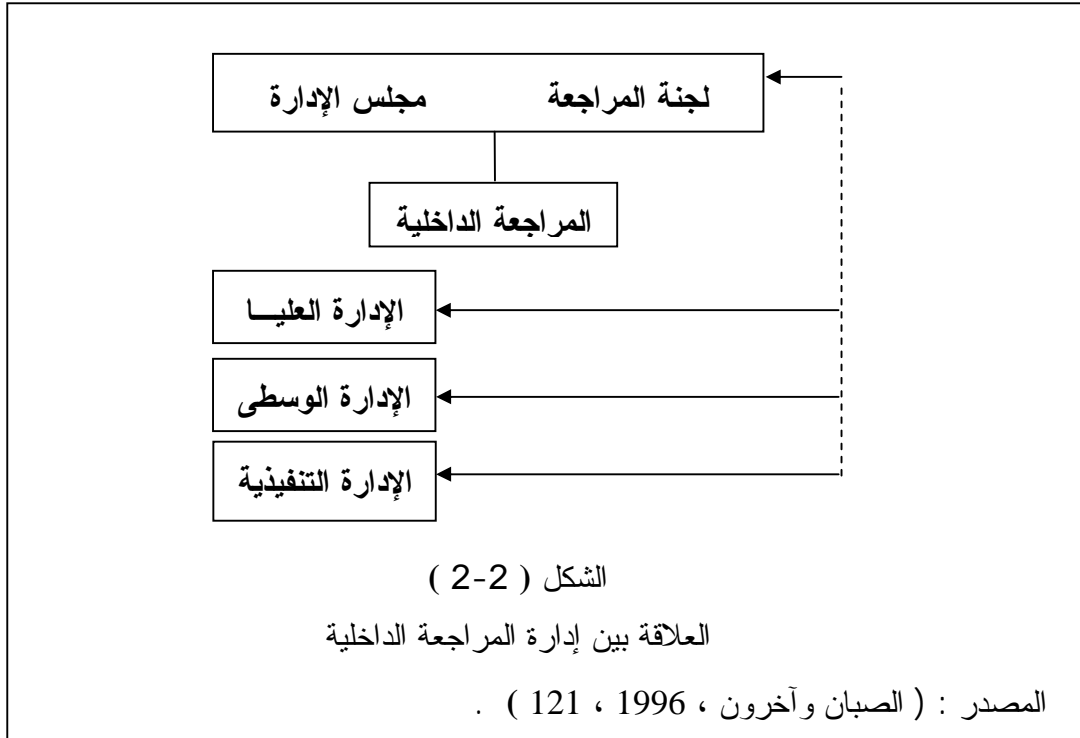 لجنة المراجعة مجلس الإدارة
المراجعة الداخلية
الإدارة العليـــا
الإدارة الوسطى
الإدارة التنفيذية
الشكل ( 2-2 )
العلاقة بين إدارة المراجعة الداخلية
المصدر : ( الصبان وآخرون ، 1996 ، 121 ) .